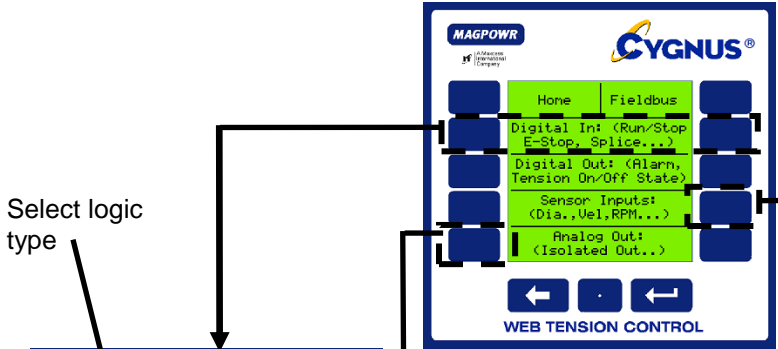 MAGPOWR
A Maxcess
International
Company
CYGNUS®
Home Fieldbus
Digital In: (Run/Stop
E-Stop, Splice...)
Digital Out: (Alarm,
Tension On/Off State)
Sensor Inputs:
(Dia.,Vel,RPM...)
Analog Out:
(Isolated Out..)
WEB TENSION CONTROL
Select logic
type